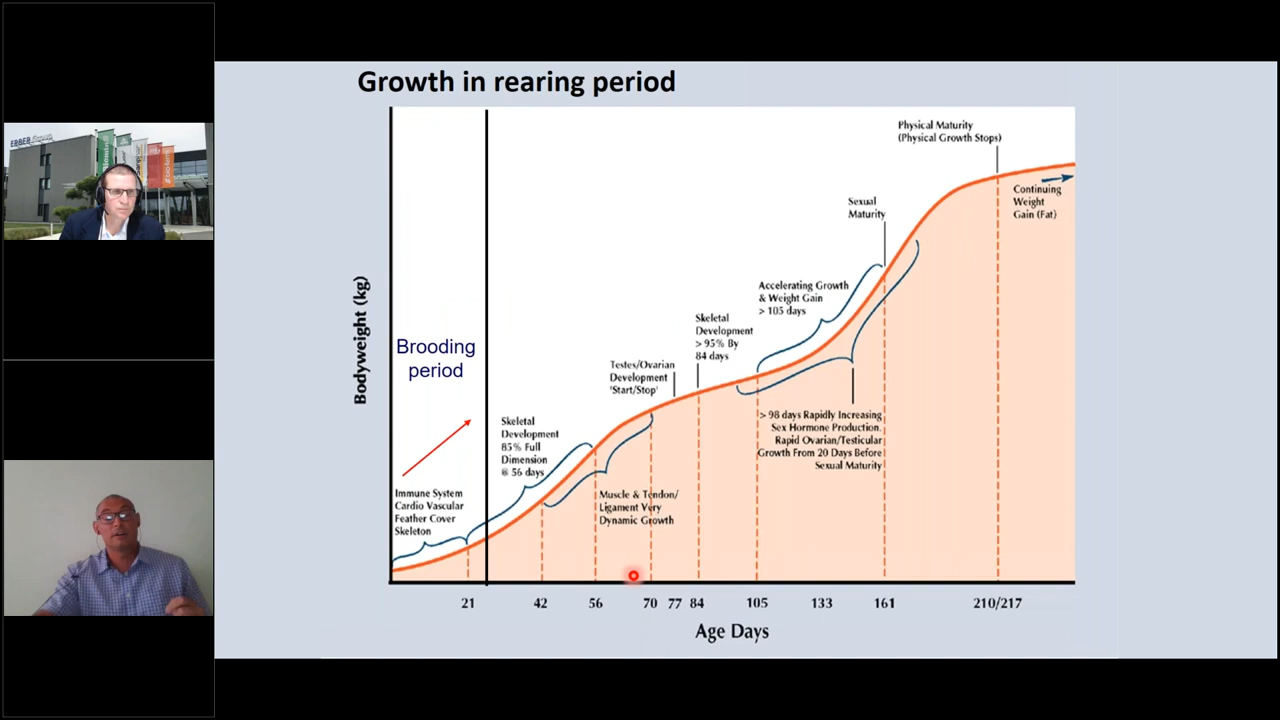 Growth in rearing period
ERBER
Physical Maturity
(Physical Growth Stops)
Continuing
Weight
Gain (Fat)
Sexual
Maturity
Accelerating Growth
& Weight Gain
> 105 days
Skeletal
Development
> 95% By
84 days
Testes/Ovarian
Development
'Start/Stop'
Brooding
period
Skeletal
Development
85% Full
Dimension
@ 56 days
Immune System
Cardio Vascular
Feather Cover
Skeleton
Muscle & Tendon/
Ligament Very
Dynamic Growth
> 98 days Rapidly Increasing
Sex Hormone Production.
Rapid Ovarian/Testicular
Growth From 20 Days Before
Sexual Maturity
Bodyweight (kg)
21 42 56 70 77 84 105 133 161 210/217
Age Days